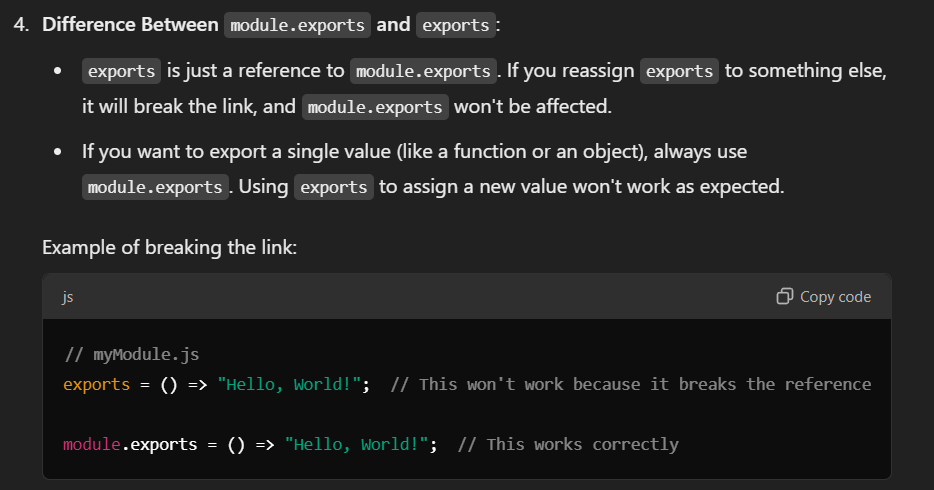 4. Difference Between module.exports and exports:
• exports is just a reference to module.exports. If you reassign exports to something else,
it will break the link, and module.exports won't be affected.
• If you want to export a single value (like a function or an object), always use
module.exports. Using exports to assign a new value won't work as expected.
Example of breaking the link:
js Copy code
// myModule.js
exports = () => "Hello, World!";  // This won't work because it breaks the reference
module.exports = () => "Hello, World!";  // This works correctly